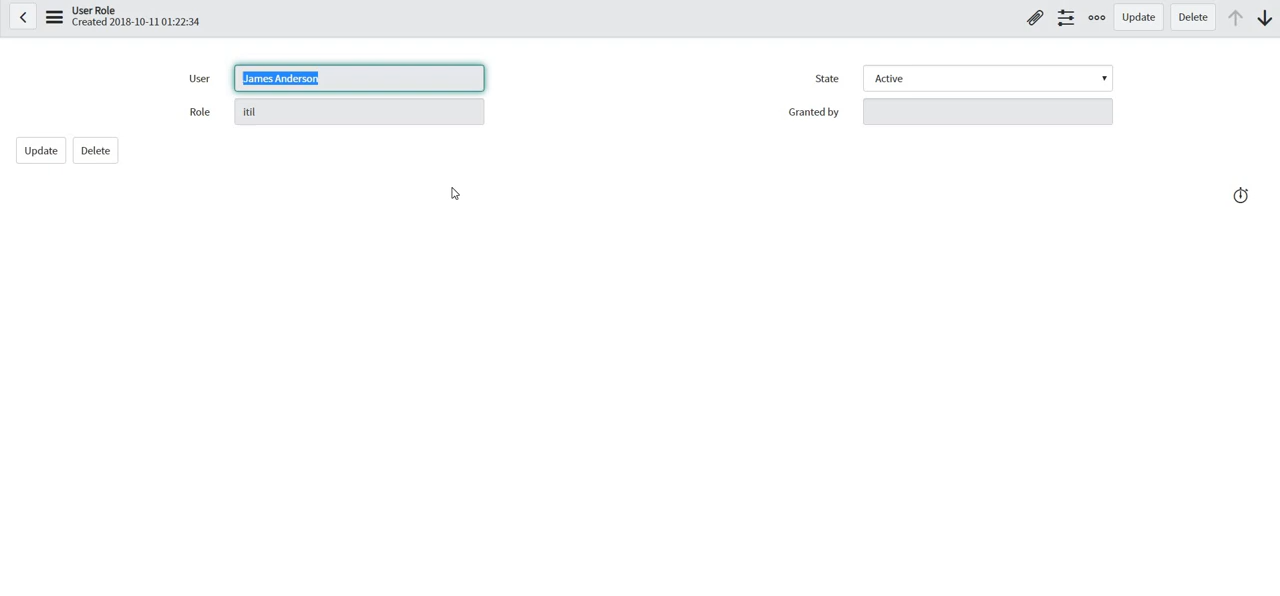 User Role
Created 2018-10-11 01:22:34
Update Delete
User James Anderson State Active
Role itil Granted by
Update Delete